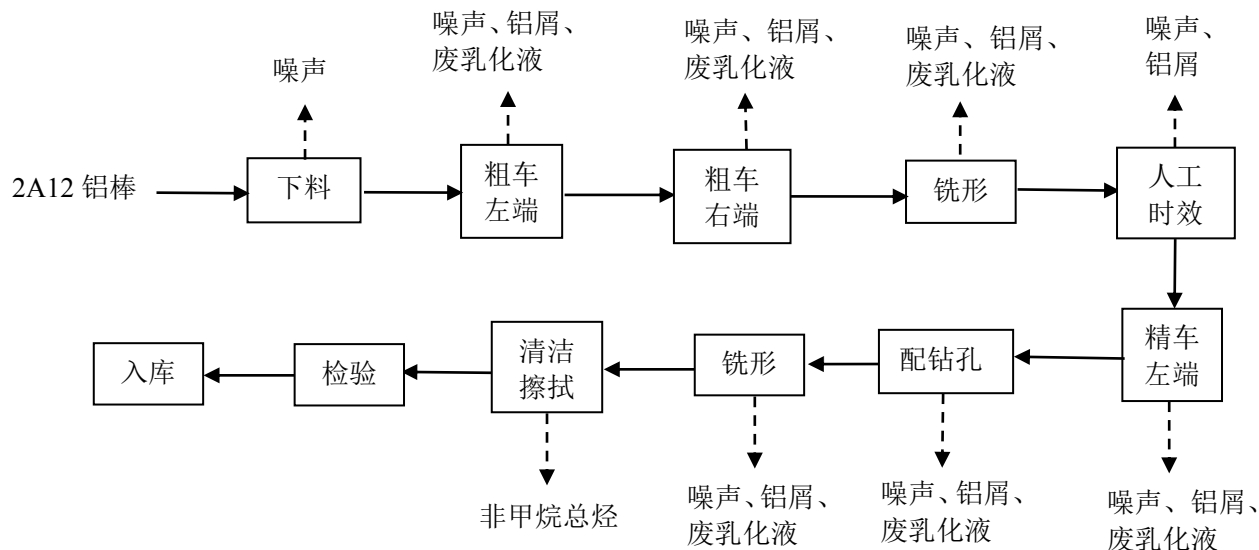 噪声
噪声、铝屑、
废乳化液
噪声、铝屑、
废乳化液
噪声、铝屑、
废乳化液
噪声、
铝屑
2A12 铝棒
下料
粗车
左端
粗车
右端
铣形
人工
时效
入库
检验
清洁
擦拭
铣形
配钻孔
精车
左端
非甲烷总烃
噪声、铝屑、
废乳化液
噪声、铝屑、
废乳化液
噪声、铝屑、
废乳化液